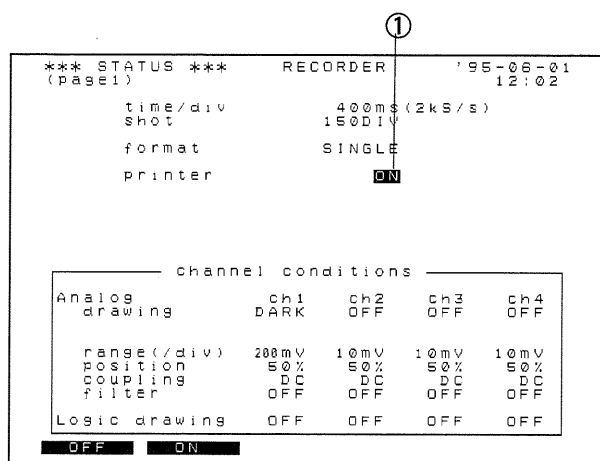 ①
*** STATUS *** RECORDER '95-06-01
(page1) 12:02
time/div 400ms(2kS/s)
shot 150DIV
format SINGLE
printer ON
channel conditions
Analog ch1 ch2 ch3 ch4
drawing DARK OFF OFF OFF
range(/div) 200mV 10mV 10mV 10mV
position 50% 50% 50% 50%
coupling DC DC DC DC
filter OFF OFF OFF OFF
Logic drawing OFF OFF OFF OFF
OFF ON